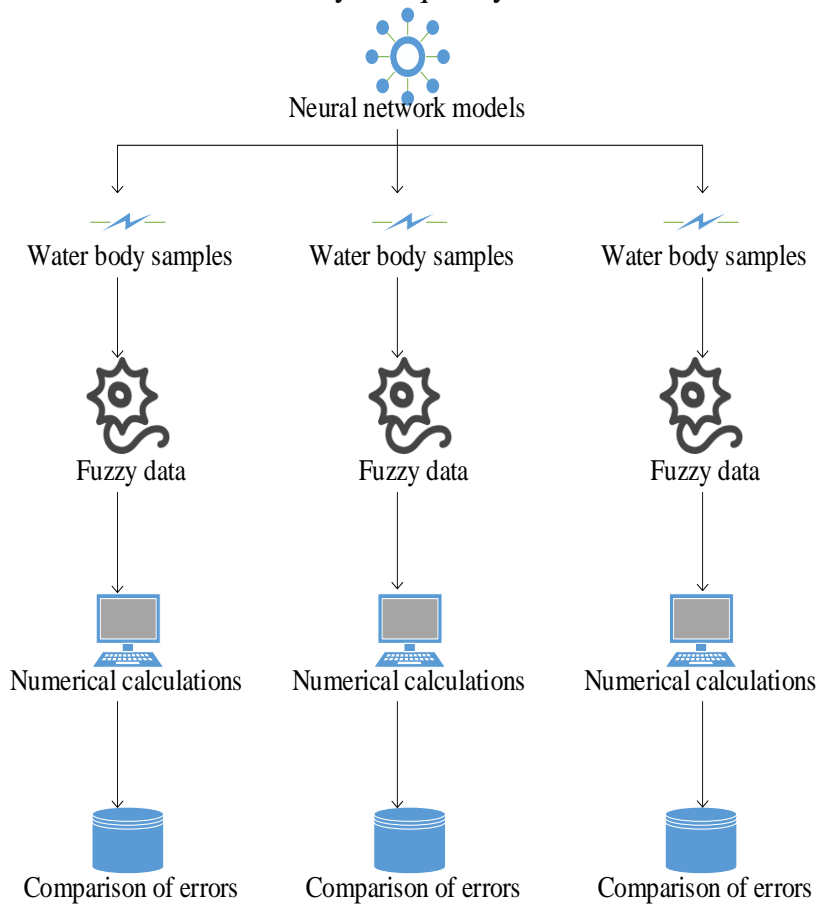 Neural network models
Water body samples Water body samples Water body samples
Fuzzy data Fuzzy data Fuzzy data
Numerical calculations Numerical calculations Numerical calculations
Comparison of errors Comparison of errors Comparison of errors